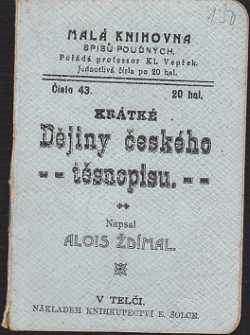 150
MALÁ KNIHOVNA
SPISŮ POUČNÝCH.
Pořádá professor Kl. Vepřek.
Jednotlivá čísla po 20 hal.
Číslo 43. 20 hal.
KRÁTKÉ
Dějiny českého
-- těsnopisu. --
Napsal
ALOIS ŽDÍMAL.
V TELČI.
NÁKLADEM KNIHKUPECTVÍ E. ŠOLCE.